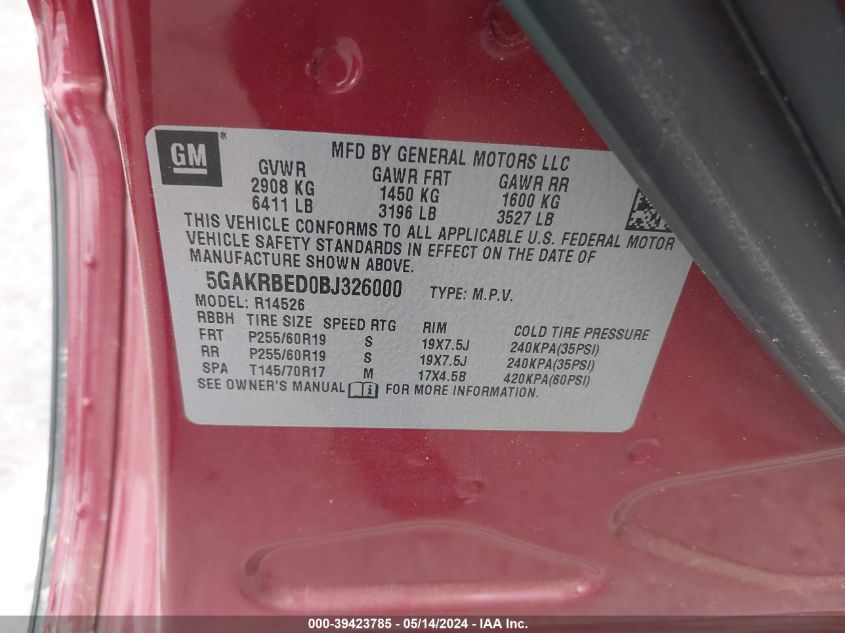 GM ®
MFD BY GENERAL MOTORS LLC
GVWR GAWR FRT GAWR RR
2908 KG 1450 KG 1600 KG
6411 LB 3196 LB 3527 LB
THIS VEHICLE CONFORMS TO ALL APPLICABLE U.S. FEDERAL MOTOR
VEHICLE SAFETY STANDARDS IN EFFECT ON THE DATE OF
MANUFACTURE SHOWN ABOVE.
5GAKRBED0BJ326000 TYPE: M.P.V.
MODEL: R14526
RBBH TIRE SIZE SPEED RTG RIM COLD TIRE PRESSURE
FRT P255/60R19 S 19X7.5J 240KPA(35PSI)
RR P255/60R19 S 19X7.5J 240KPA(35PSI)
SPA T145/70R17 M 17X4.5B 420KPA(60PSI)
SEE OWNER'S MANUAL FOR MORE INFORMATION.
000-39423785 - 05/14/2024 - IAA Inc.